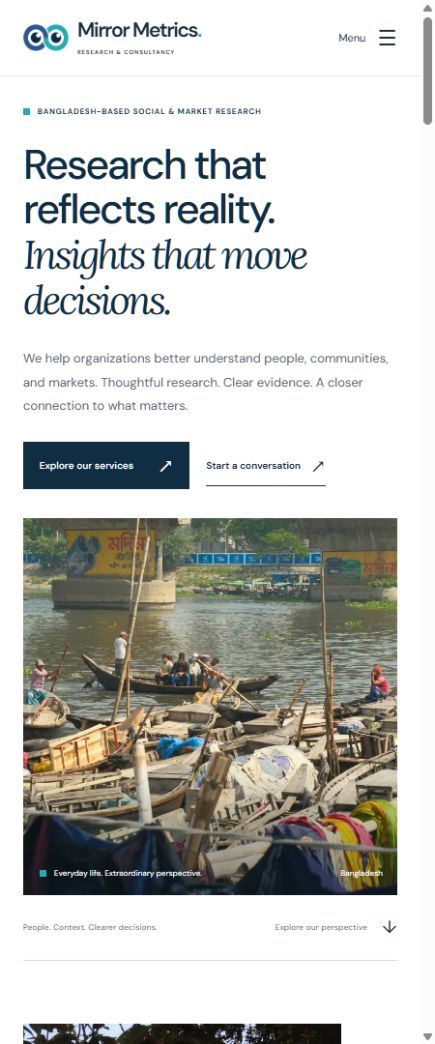 Mirror Metrics.
RESEARCH & CONSULTANCY
Menu
BANGLADESH-BASED SOCIAL & MARKET RESEARCH
Research that
reflects reality.
Insights that move
decisions.
We help organizations better understand people, communities,
and markets. Thoughtful research. Clear evidence. A closer
connection to what matters.
Explore our services
Start a conversation
মদিনা
মদিনা
Everyday life. Extraordinary perspective.
Bangladesh
People. Context. Clearer decisions.
Explore our perspective